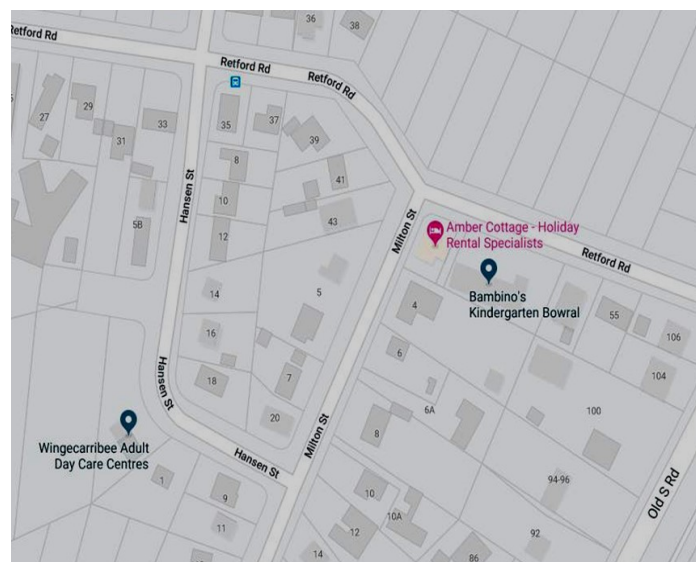 36
38
Retford Rd
Retford Rd
Retford Rd
27
29
31
33
35
37
39
8
41
10
Hansen St
43
5B
12
Milton St
Amber Cottage - Holiday
Rental Specialists
Retford Rd
Bambino's
Kindergarten Bowral
14
5
4
55
106
16
6
104
18
7
Hansen St
6A
100
20
8
Milton St
Wingecarribee Adult
Day Care Centres
Hansen St
1
9
10
94-96
Old S Rd
10A
11
12
92
14
86